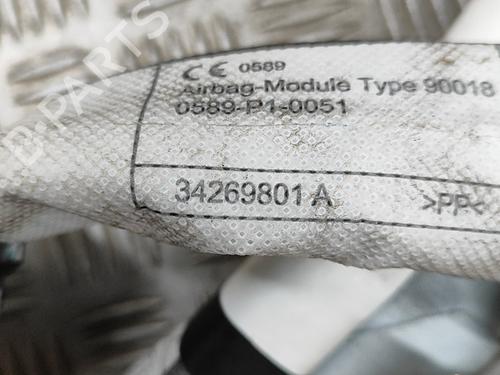 CE 0589
Airbag-Module Type 90018
0589-P1-0051
34269801 A >PP<
B-PARTS